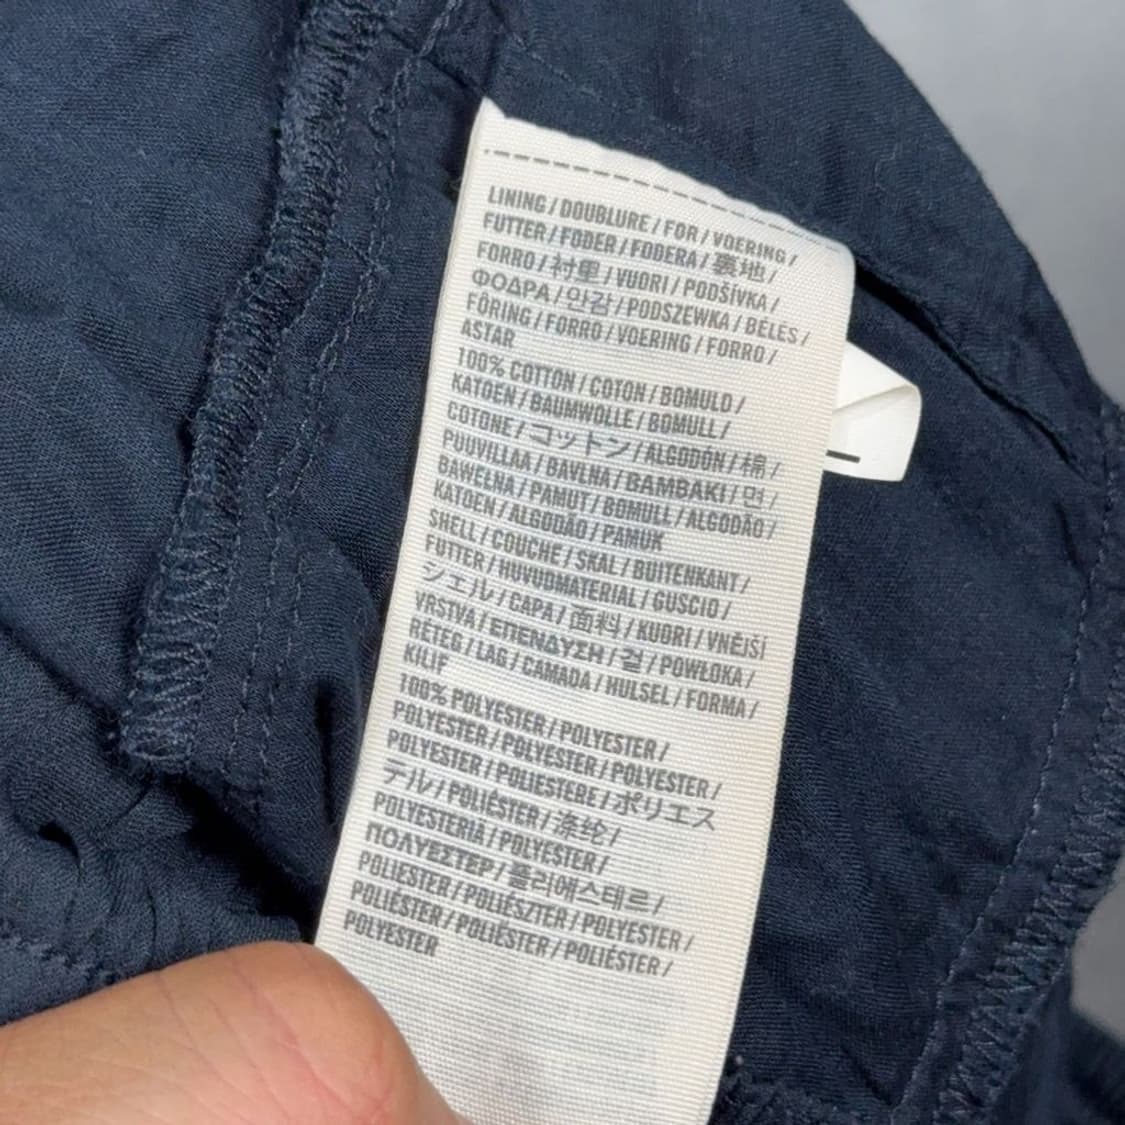 LINING / DOUBLURE / FOR / VOERING /
FUTTER / FODER / FODERA / 裏地 /
FORRO / 衬里 / VUORI / PODŠÍVKA /
ΦΟΔΡΑ / 안감 / PODSZEWKA / BÉLÉS /
FÔRING / FORRO / VOERING / FORRO /
ASTAR
100% COTTON / COTON / BOMULD /
KATOEN / BAUMWOLLE / BOMULL /
COTONE / コットン / ALGODÓN / 棉 /
PUUVILLAA / BAVLNA / BAMBAKI / 면 /
BAWEŁNA / PAMUT / BOMULL / ALGODÃO /
KATOEN / ALGODÃO / PAMUK
SHELL / COUCHE / SKAL / BUITENKANT /
FUTTER / HUVUDMATERIAL / GUSCIO /
シェル / CAPA / 面料 / KUORI / VNĚJŠÍ
VRSTVA / ΕΠΕΝΔΥΣΗ / 겉 / POWŁOKA /
RÉTEG / LAG / CAMADA / HULSEL / FORMA /
KILIF
100% POLYESTER / POLYESTER /
POLYESTER / POLYESTER / POLYESTER /
POLYESTER / POLIESTERE / ポリエス
テル / POLIÉSTER / 涤纶 /
POLYESTERIA / POLYESTER /
ΠΟΛΥΕΣΤΕΡ / 폴리에스테르 /
POLIESTER / POLIÉSZTER / POLYESTER /
POLIÉSTER / POLIÉSTER / POLIÉSTER /
POLYESTER